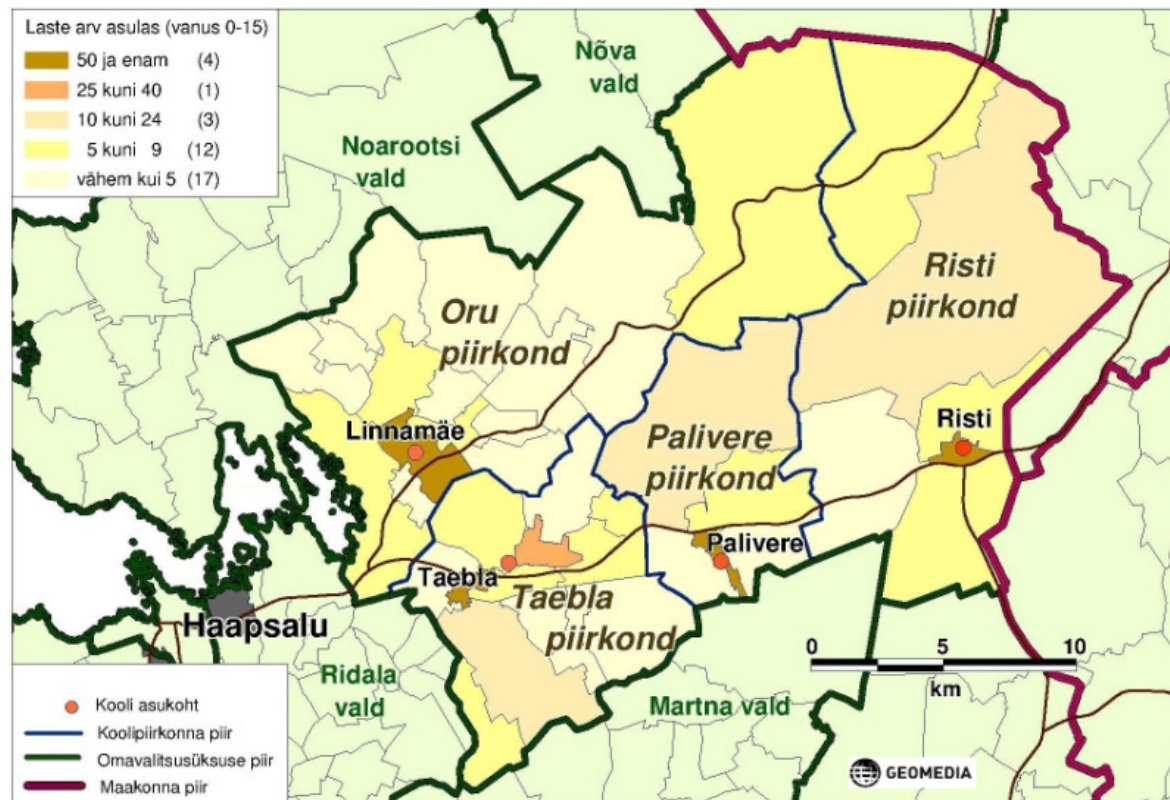 Laste arv asulas (vanus 0-15)
50 ja enam (4)
25 kuni 40 (1)
10 kuni 24 (3)
5 kuni 9 (12)
vähem kui 5 (17)
Nõva
vald
Noarootsi
vald
Oru
piirkond
Risti
piirkond
Linnamäe
Palivere
piirkond
Risti
Palivere
Taebla
Taebla
piirkond
Haapsalu
Ridala
vald
Martna vald
0 5 10
km
Kooli asukoht
Koolipiirkonna piir
Omavalitsusüksuse piir
Maakonna piir
GEOMEDIA